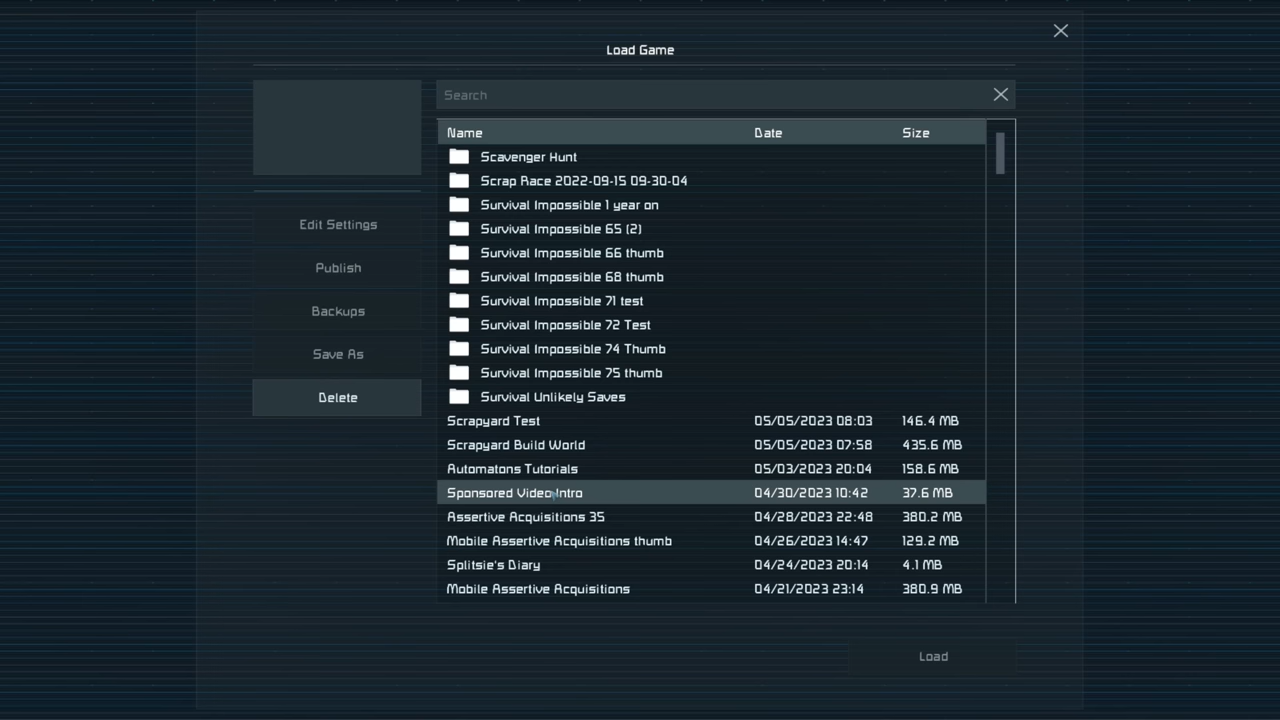 Load Game
Search
Name Date Size
Scavenger Hunt
Scrap Race 2022-09-15 09-30-04
Survival Impossible 1 year on
Survival Impossible 65 (2)
Survival Impossible 66 thumb
Survival Impossible 68 thumb
Survival Impossible 71 test
Survival Impossible 72 Test
Survival Impossible 74 Thumb
Survival Impossible 75 thumb
Survival Unlikely Saves
Scrapyard Test 05/05/2023 08:03 146.4 MB
Scrapyard Build World 05/05/2023 07:58 435.6 MB
Automatons Tutorials 05/03/2023 20:04 158.6 MB
Sponsored Video Intro 04/30/2023 10:42 37.6 MB
Assertive Acquisitions 35 04/28/2023 22:48 380.2 MB
Mobile Assertive Acquisitions thumb 04/26/2023 14:47 129.2 MB
Splitsie's Diary 04/24/2023 20:14 4.1 MB
Mobile Assertive Acquisitions 04/21/2023 23:14 380.9 MB
Edit Settings
Publish
Backups
Save As
Delete
Load